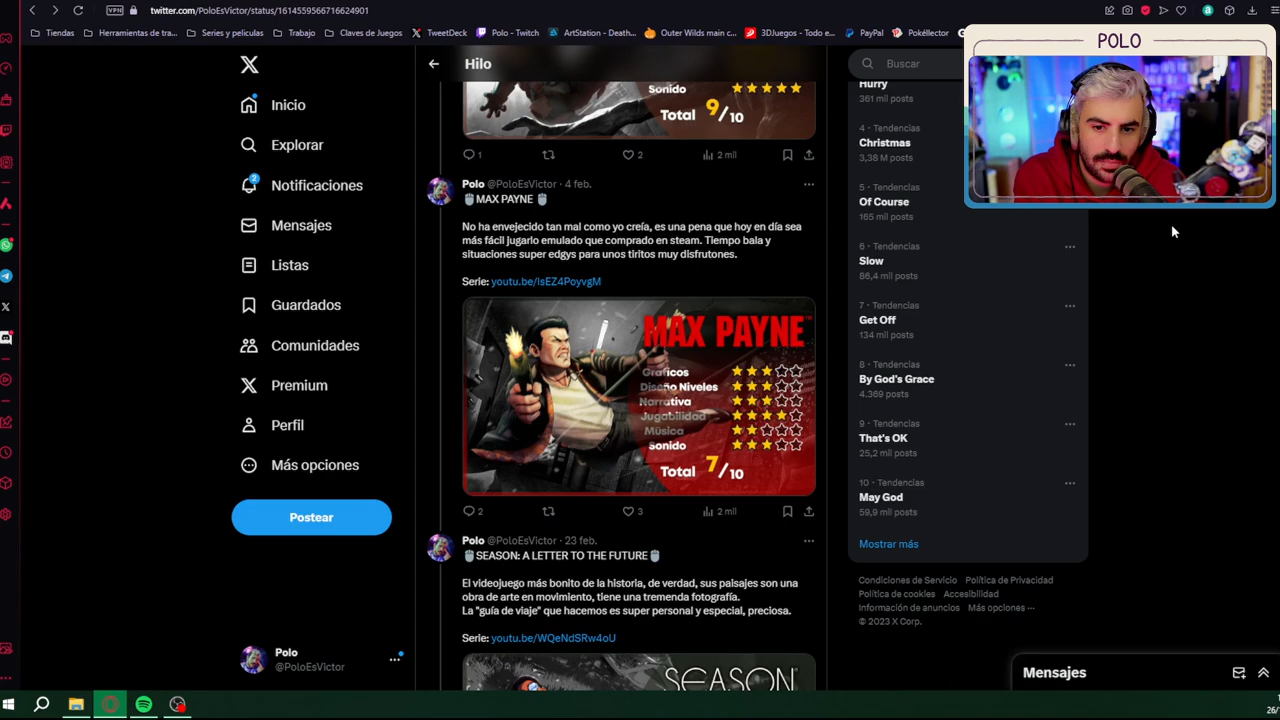 VPN
twitter.com/PoloEsVictor/status/1614559566716624901
Tiendas
Herramientas de tra...
Series y peliculas
Trabajo
Claves de Juegos
TweetDeck
Polo - Twitch
ArtStation - Death...
Outer Wilds main c...
3DJuegos - Todo e...
PayPal
Pokéllector
POLO
Inicio
Explorar
2
Notificaciones
Mensajes
Listas
Guardados
Comunidades
Premium
Perfil
Más opciones
Postear
Polo
@PoloEsVictor
Hilo
Sonido
Total 9/10
1
2
2 mil
Polo @PoloEsVictor · 4 feb.
MAX PAYNE
No ha envejecido tan mal como yo creía, es una pena que hoy en día sea
más fácil jugarlo emulado que comprado en steam. Tiempo bala y
situaciones super edgys para unos tiritos muy disfrutones.
Serie: youtu.be/IsEZ4PoyvgM
MAX PAYNE
Gráficos
Diseño Niveles
Narrativa
Jugabilidad
Música
Sonido
Total 7/10
2
3
2 mil
Polo @PoloEsVictor · 23 feb.
SEASON: A LETTER TO THE FUTURE
El videojuego más bonito de la historia, de verdad, sus paisajes son una
obra de arte en movimiento, tiene una tremenda fotografía.
La "guía de viaje" que hacemos es super personal y especial, preciosa.
Serie: youtu.be/WQeNdSRw4oU
SEASON
Buscar
Hurry
361 mil posts
4 · Tendencias
Christmas
3,38 M posts
5 · Tendencias
Of Course
165 mil posts
6 · Tendencias
Slow
86,4 mil posts
7 · Tendencias
Get Off
134 mil posts
8 · Tendencias
By God's Grace
4.369 posts
9 · Tendencias
That's OK
25,2 mil posts
10 · Tendencias
May God
59,9 mil posts
Mostrar más
Condiciones de Servicio Política de Privacidad
Política de cookies Accesibilidad
Información de anuncios Más opciones ···
© 2023 X Corp.
Mensajes